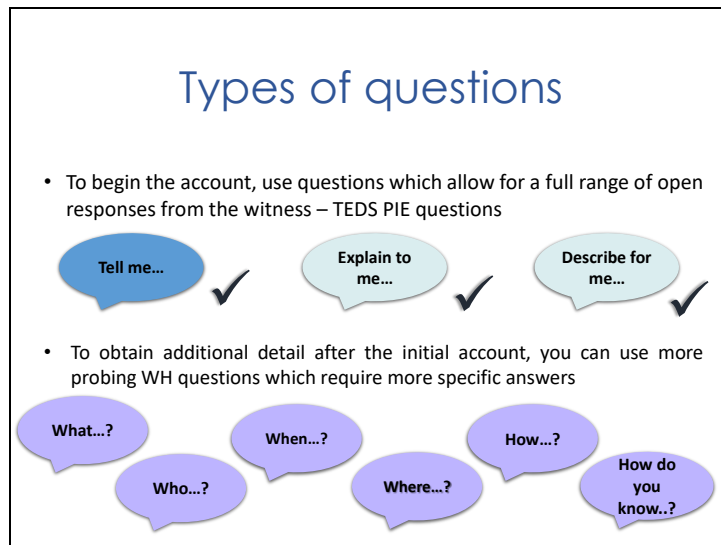 Types of questions
• To begin the account, use questions which allow for a full range of open
responses from the witness – TEDS PIE questions
Tell me…
Explain to
me…
Describe for
me…
• To obtain additional detail after the initial account, you can use more
probing WH questions which require more specific answers
What…?
When…?
How…?
Who…?
Where…?
How do
you
know..?